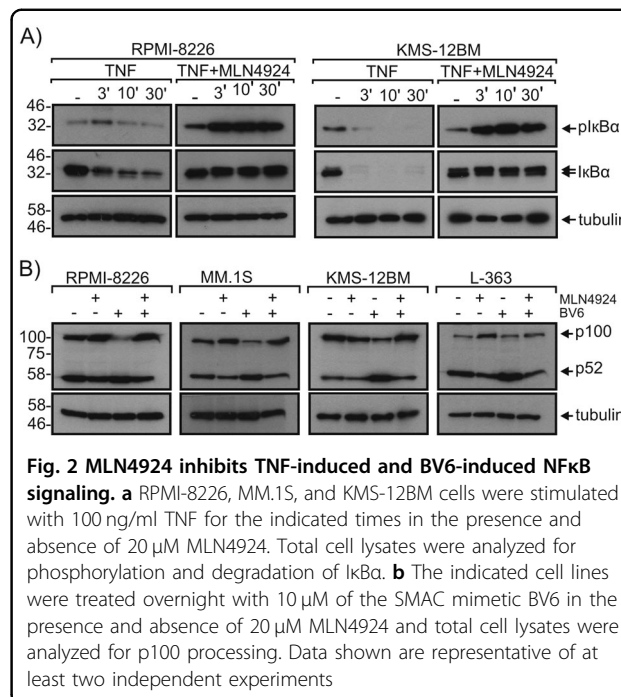 A)
RPMI-8226 KMS-12BM
TNF TNF+MLN4924 TNF TNF+MLN4924
- 3' 10' 30' - 3' 10' 30' - 3' 10' 30' - 3' 10' 30'
46-
32- pIκBα
46-
32- IκBα
58-
46- tubulin
B)
RPMI-8226 MM.1S KMS-12BM L-363
- + - + - + - + - + - + - + - + MLN4924
- - + + - - + + - - + + - - + + BV6
100- p100
75-
58- p52
58-
46- tubulin
Fig. 2 MLN4924 inhibits TNF-induced and BV6-induced NFκB
signaling. a RPMI-8226, MM.1S, and KMS-12BM cells were stimulated
with 100 ng/ml TNF for the indicated times in the presence and
absence of 20 μM MLN4924. Total cell lysates were analyzed for
phosphorylation and degradation of IκBα. b The indicated cell lines
were treated overnight with 10 μM of the SMAC mimetic BV6 in the
presence and absence of 20 μM MLN4924 and total cell lysates were
analyzed for p100 processing. Data shown are representative of at
least two independent experiments